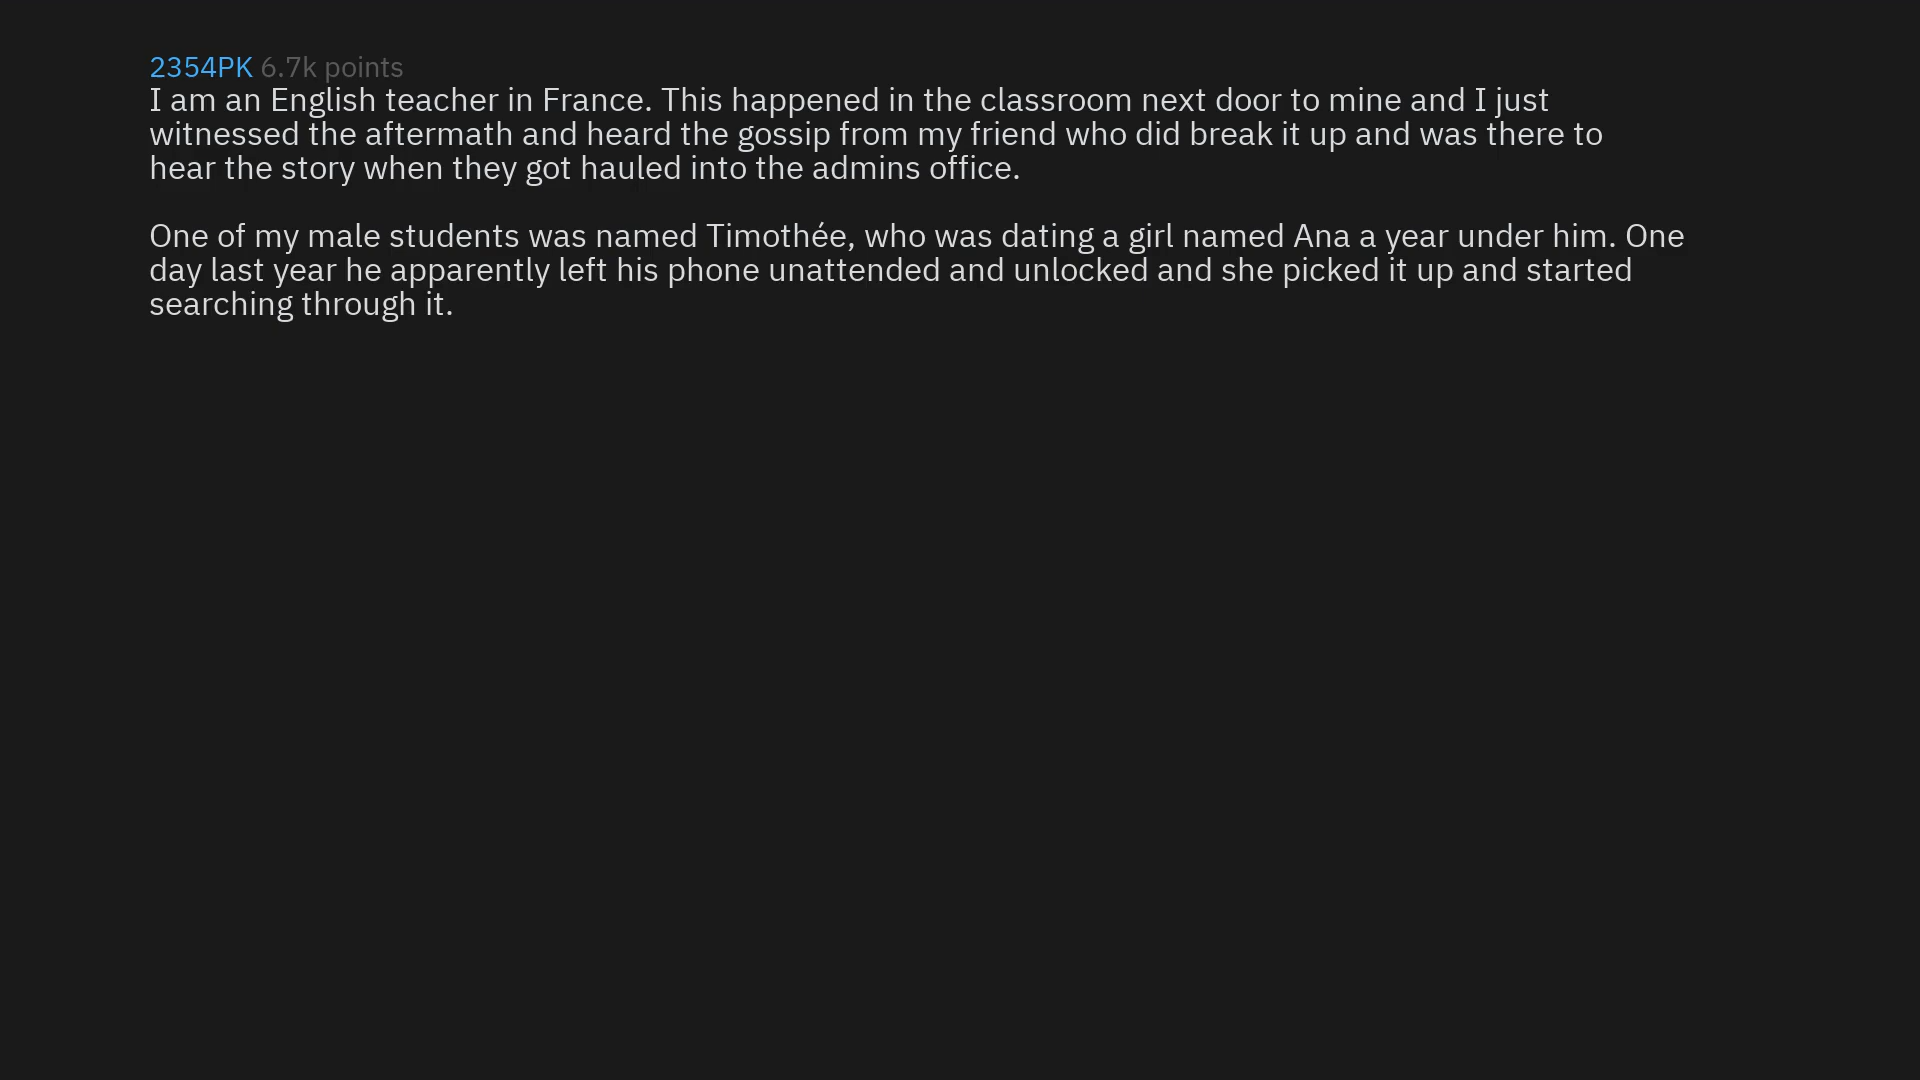 2354PK 6.7k points
I am an English teacher in France. This happened in the classroom next door to mine and I just
witnessed the aftermath and heard the gossip from my friend who did break it up and was there to
hear the story when they got hauled into the admins office.
One of my male students was named Timothée, who was dating a girl named Ana a year under him. One
day last year he apparently left his phone unattended and unlocked and she picked it up and started
searching through it.